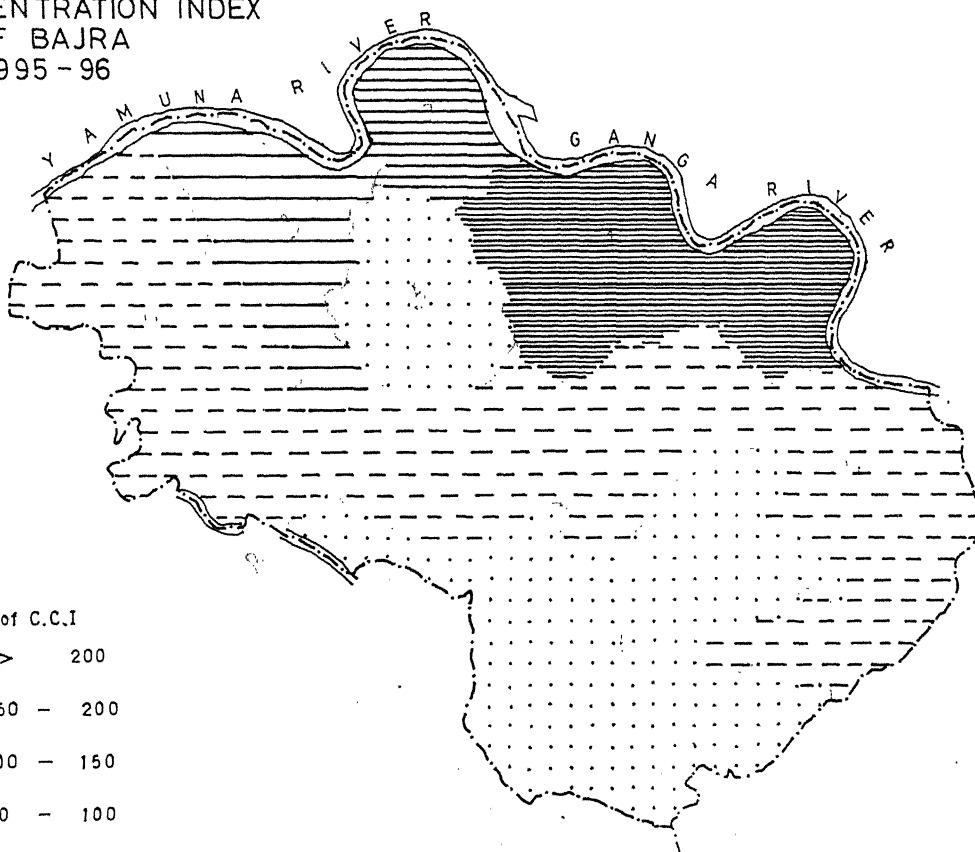 ENTRATION INDEX
F BAJRA
995-96
YAMUNA RIVER
GANGA RIVER
of C.C.I
> 200
50 - 200
00 - 150
0 - 100